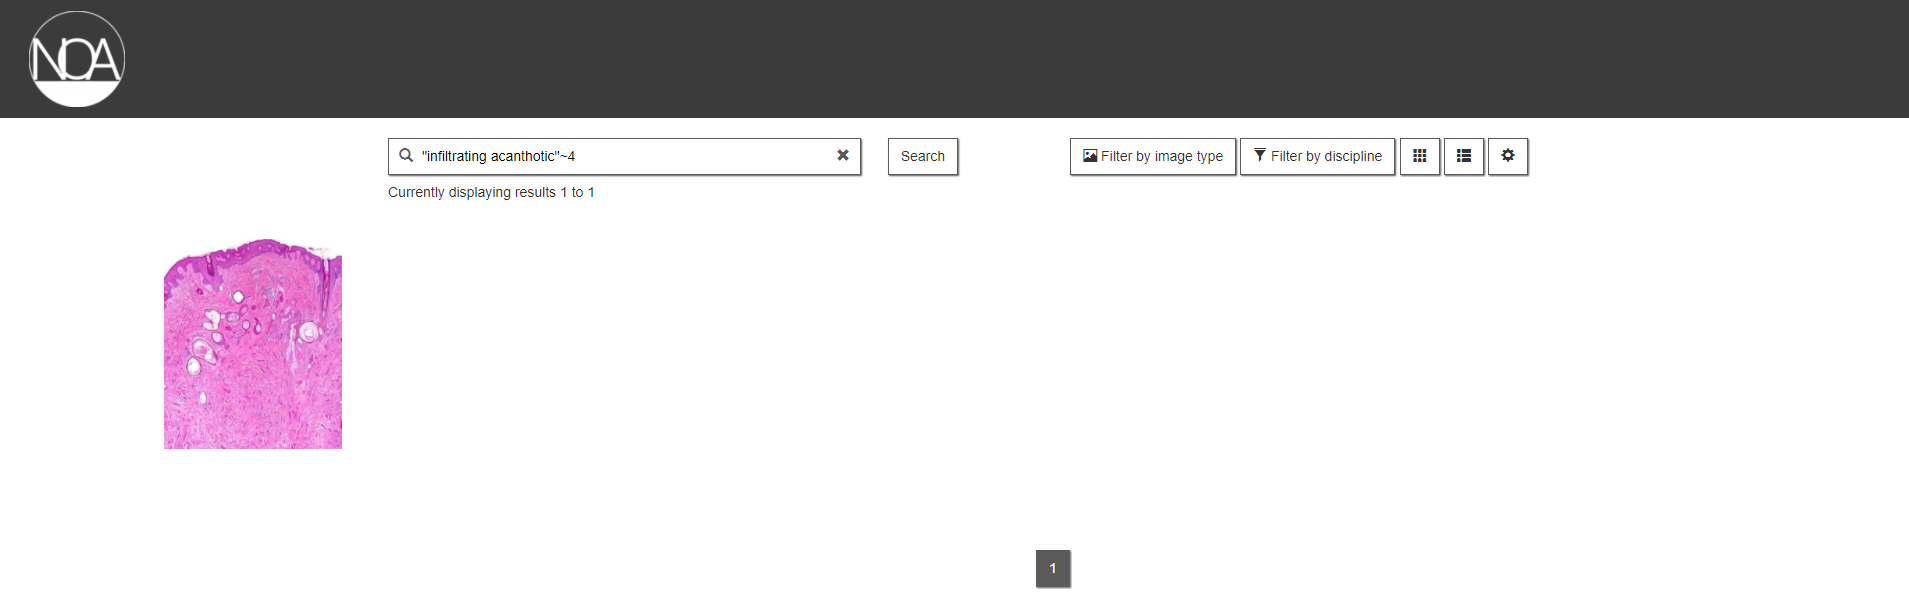 NOA
"infiltrating acanthotic"~4
Search
Filter by image type
Filter by discipline
Currently displaying results 1 to 1
1